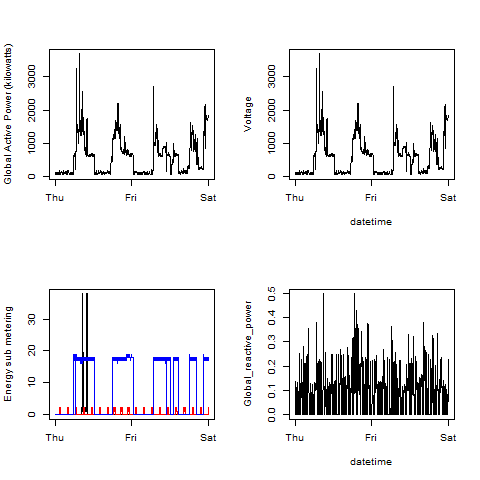 Global Active Power (kilowatts)
0 1000 2000 3000
Thu Fri Sat
Voltage
0 1000 2000 3000
Thu Fri Sat
datetime
Energy sub metering
0 10 20 30
Thu Fri Sat
Global_reactive_power
0.0 0.1 0.2 0.3 0.4 0.5
Thu Fri Sat
datetime